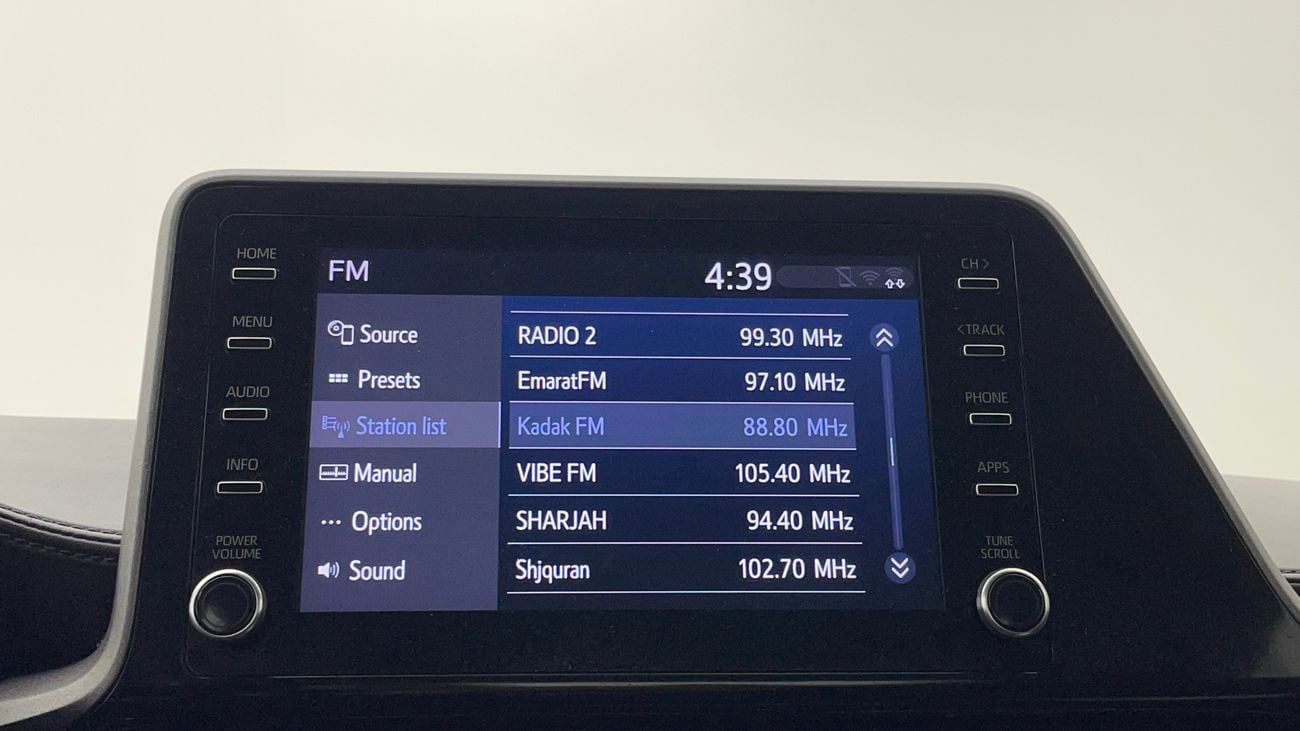 HOME
MENU
AUDIO
INFO
POWER
VOLUME
FM 4:39
Source
Presets
Station list
Manual
Options
Sound
RADIO 2 99.30 MHz
EmaratFM 97.10 MHz
Kadak FM 88.80 MHz
VIBE FM 105.40 MHz
SHARJAH 94.40 MHz
Shjquran 102.70 MHz
CH >
<TRACK
PHONE
APPS
TUNE
SCROLL